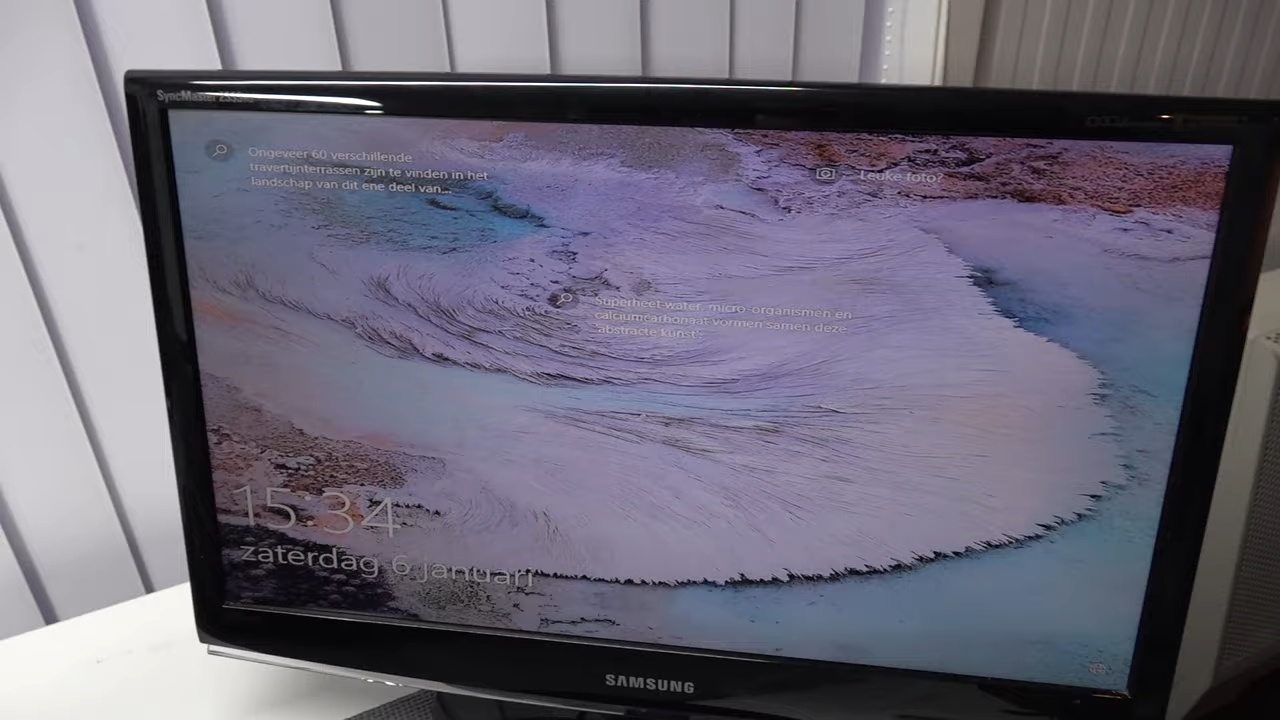 SyncMaster
Ongeveer 60 verschillende
travertijnterrassen zijn te vinden in het
landschap van dit ene deel van...
Leuke foto?
Superheet water, micro-organismen en
calciumcarbonaat vormen samen deze
'abstracte kunst'
15:34
zaterdag 6 januari
SAMSUNG